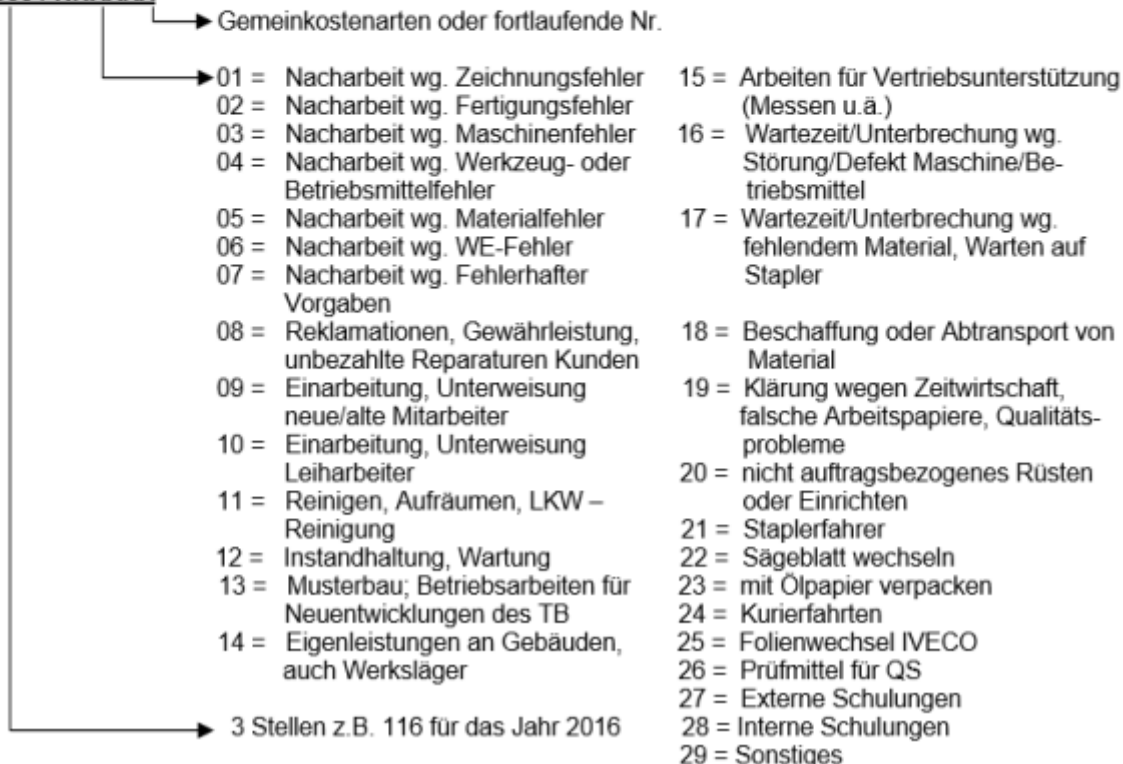 Gemeinkostenarten oder fortlaufende Nr.
01 = Nacharbeit wg. Zeichnungsfehler
02 = Nacharbeit wg. Fertigungsfehler
03 = Nacharbeit wg. Maschinenfehler
04 = Nacharbeit wg. Werkzeug- oder
Betriebsmittelfehler
05 = Nacharbeit wg. Materialfehler
06 = Nacharbeit wg. WE-Fehler
07 = Nacharbeit wg. Fehlerhafter
Vorgaben
08 = Reklamationen, Gewährleistung,
unbezahlte Reparaturen Kunden
09 = Einarbeitung, Unterweisung
neue/alte Mitarbeiter
10 = Einarbeitung, Unterweisung
Leiharbeiter
11 = Reinigen, Aufräumen, LKW –
Reinigung
12 = Instandhaltung, Wartung
13 = Musterbau; Betriebsarbeiten für
Neuentwicklungen des TB
14 = Eigenleistungen an Gebäuden,
auch Werksläger
3 Stellen z.B. 116 für das Jahr 2016
15 = Arbeiten für Vertriebsunterstützung
(Messen u.ä.)
16 = Wartezeit/Unterbrechung wg.
Störung/Defekt Maschine/Be-
triebsmittel
17 = Wartezeit/Unterbrechung wg.
fehlendem Material, Warten auf
Stapler
18 = Beschaffung oder Abtransport von
Material
19 = Klärung wegen Zeitwirtschaft,
falsche Arbeitspapiere, Qualitäts-
probleme
20 = nicht auftragsbezogenes Rüsten
oder Einrichten
21 = Staplerfahrer
22 = Sägeblatt wechseln
23 = mit Ölpapier verpacken
24 = Kurierfahrten
25 = Folienwechsel IVECO
26 = Prüfmittel für QS
27 = Externe Schulungen
28 = Interne Schulungen
29 = Sonstiges